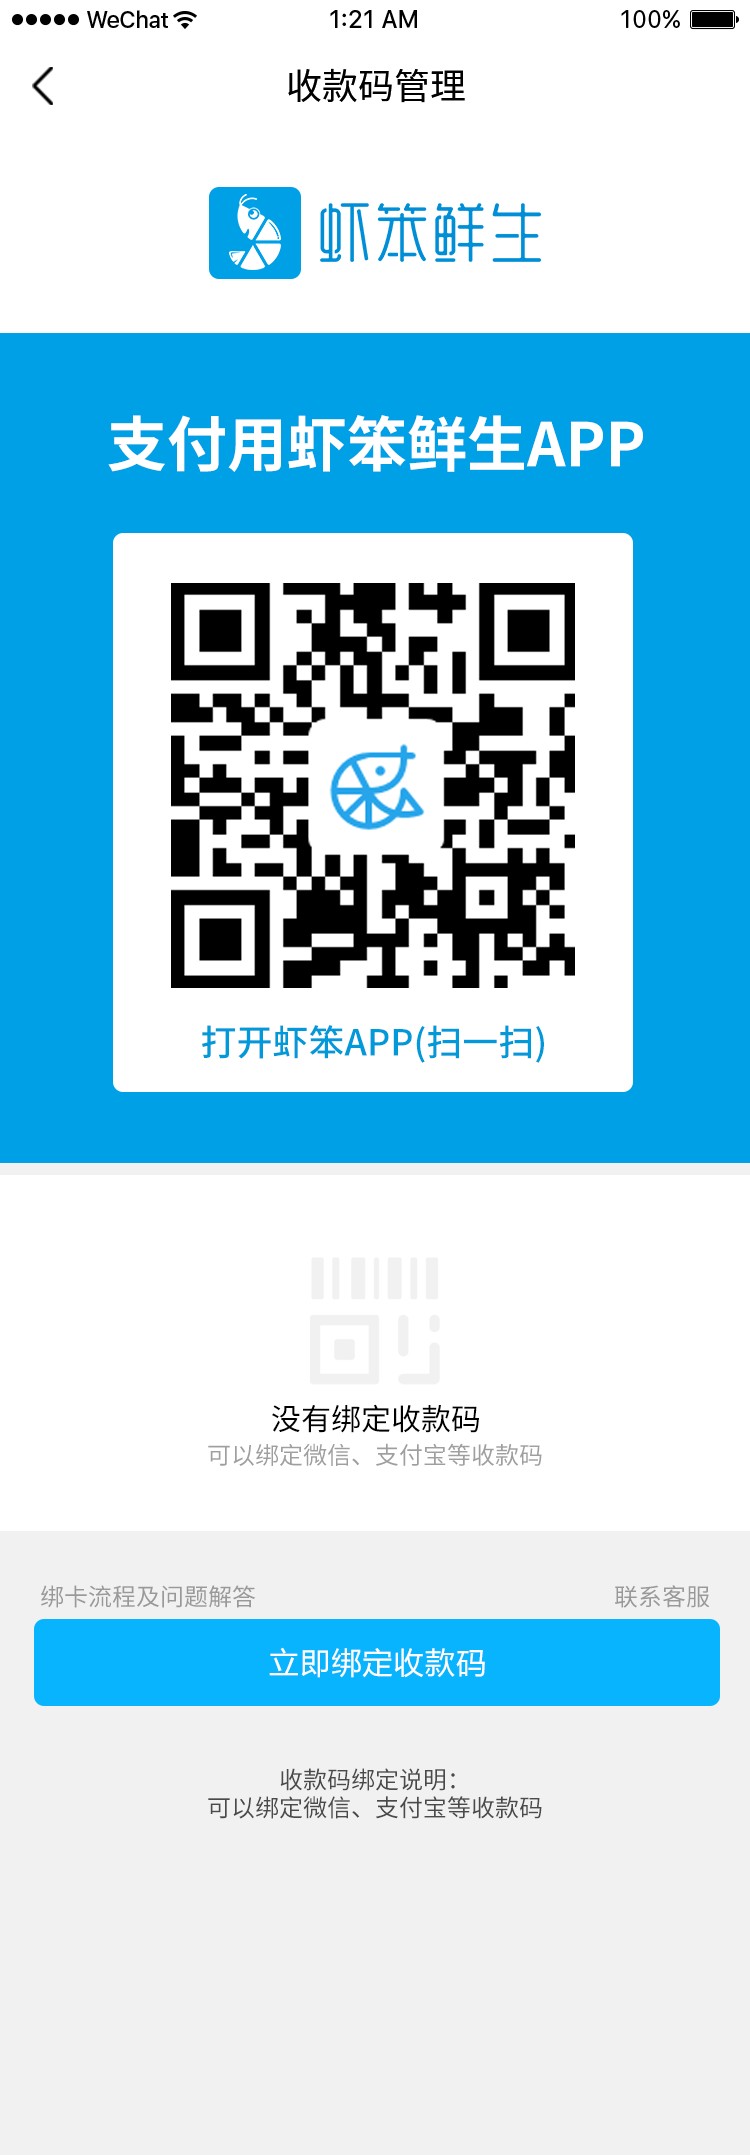 WeChat 1:21 AM 100%
收款码管理
虾笨鲜生
支付用虾笨鲜生APP
打开虾笨APP(扫一扫)
没有绑定收款码
可以绑定微信、支付宝等收款码
绑卡流程及问题解答 联系客服
立即绑定收款码
收款码绑定说明：
可以绑定微信、支付宝等收款码